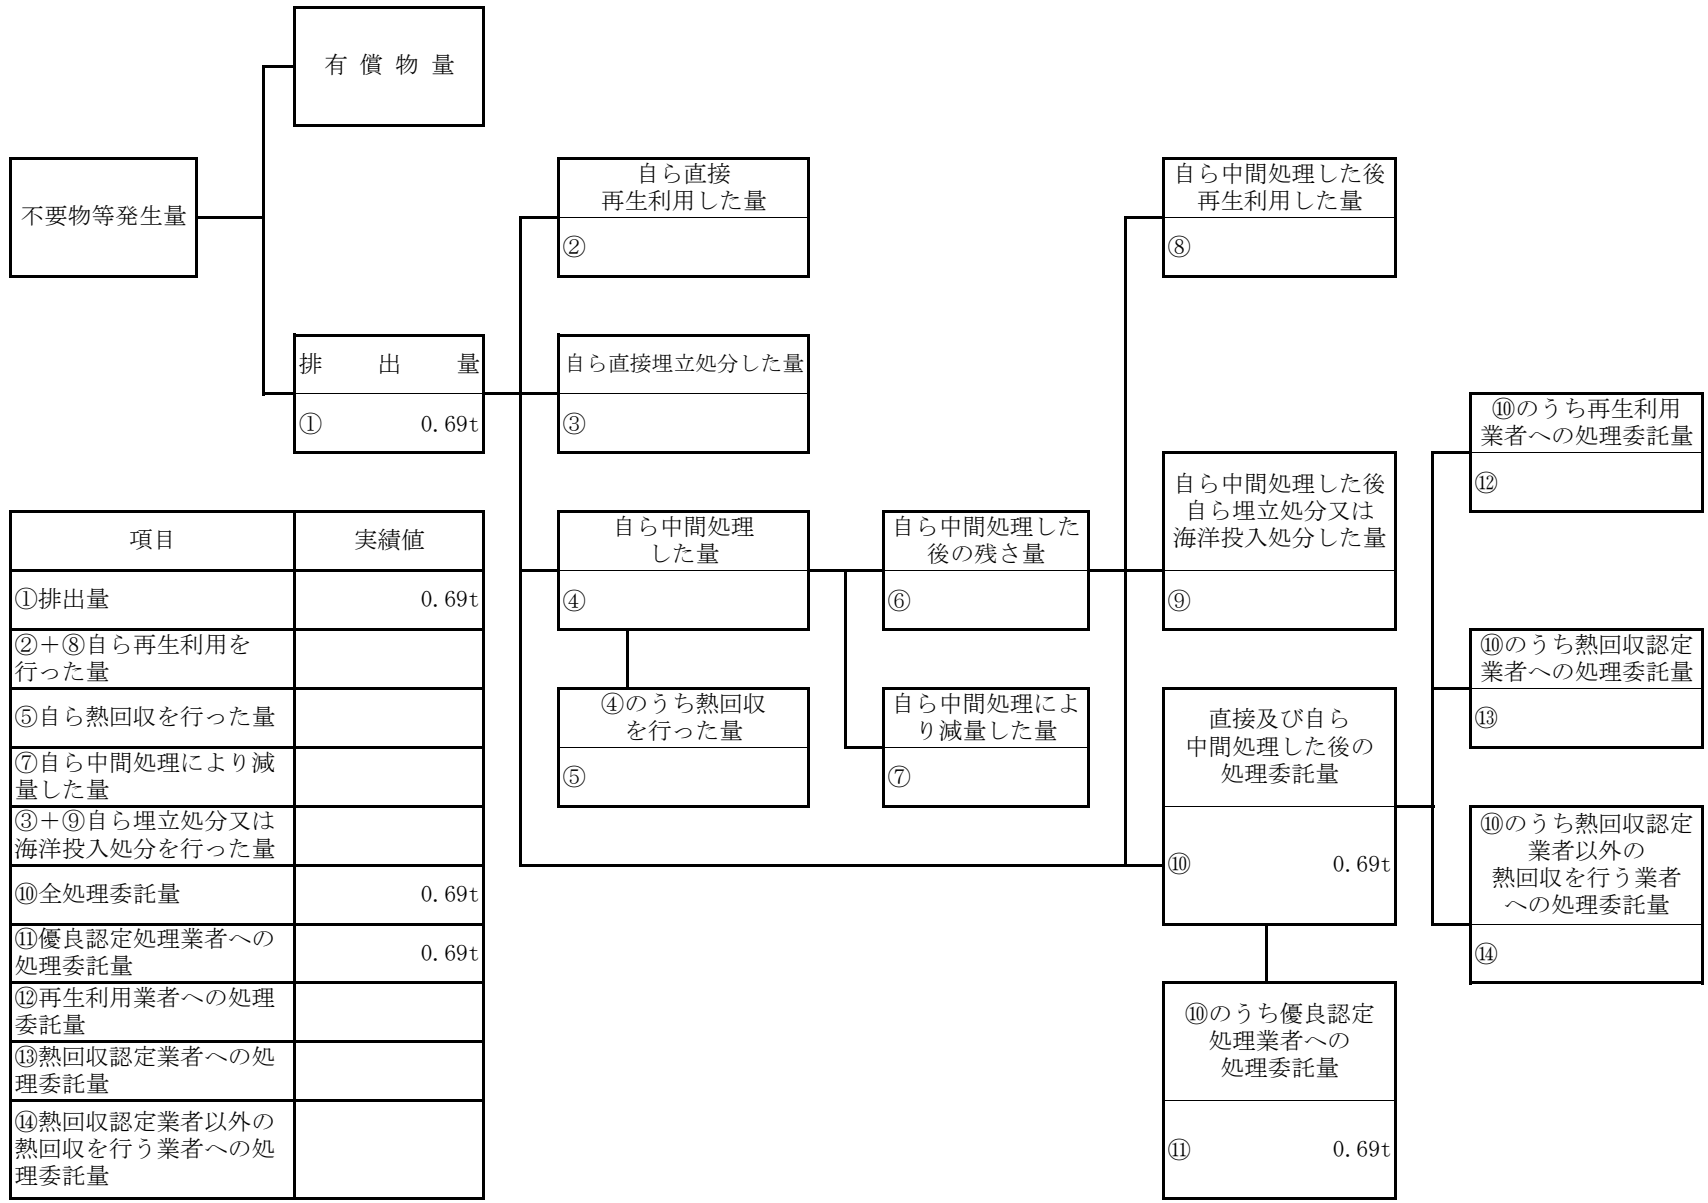 有償物量
不要物等発生量
自ら直接
再生利用した量
②
自ら中間処理した後
再生利用した量
⑧
排出量
① 0.69t
自ら直接埋立処分した量
③
⑩のうち再生利用
業者への処理委託量
⑫
自ら中間処理した後
自ら埋立処分又は
海洋投入処分した量
⑨
自ら中間処理
した量
④
自ら中間処理した
後の残さ量
⑥
⑩のうち熱回収認定
業者への処理委託量
⑬
④のうち熱回収
を行った量
⑤
自ら中間処理によ
り減量した量
⑦
直接及び自ら
中間処理した後の
処理委託量
⑩ 0.69t
⑩のうち熱回収認定
業者以外の
熱回収を行う業者
への処理委託量
⑭
⑩のうち優良認定
処理業者への
処理委託量
⑪ 0.69t
項目 実績値
①排出量 0.69t
②+⑧自ら再生利用を
行った量
⑤自ら熱回収を行った量
⑦自ら中間処理により減
量した量
③+⑨自ら埋立処分又は
海洋投入処分を行った量
⑩全処理委託量 0.69t
⑪優良認定処理業者への
処理委託量 0.69t
⑫再生利用業者への処理
委託量
⑬熱回収認定業者への処
理委託量
⑭熱回収認定業者以外の
熱回収を行う業者への処
理委託量